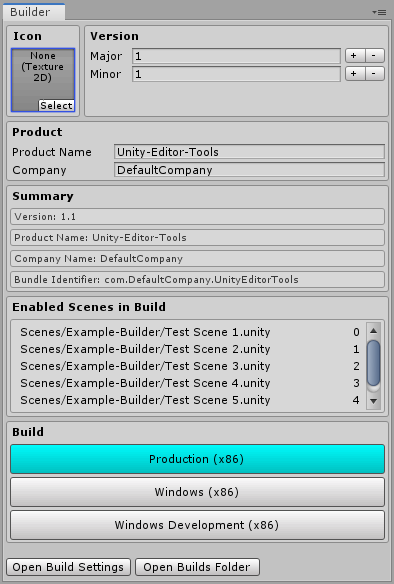 Builder
Icon
None
(Texture
2D)
Select
Version
Major 1 + -
Minor 1 + -
Product
Product Name Unity-Editor-Tools
Company DefaultCompany
Summary
Version: 1.1
Product Name: Unity-Editor-Tools
Company Name: DefaultCompany
Bundle Identifier: com.DefaultCompany.UnityEditorTools
Enabled Scenes in Build
Scenes/Example-Builder/Test Scene 1.unity 0
Scenes/Example-Builder/Test Scene 2.unity 1
Scenes/Example-Builder/Test Scene 3.unity 2
Scenes/Example-Builder/Test Scene 4.unity 3
Scenes/Example-Builder/Test Scene 5.unity 4
Build
Production (x86)
Windows (x86)
Windows Development (x86)
Open Build Settings Open Builds Folder